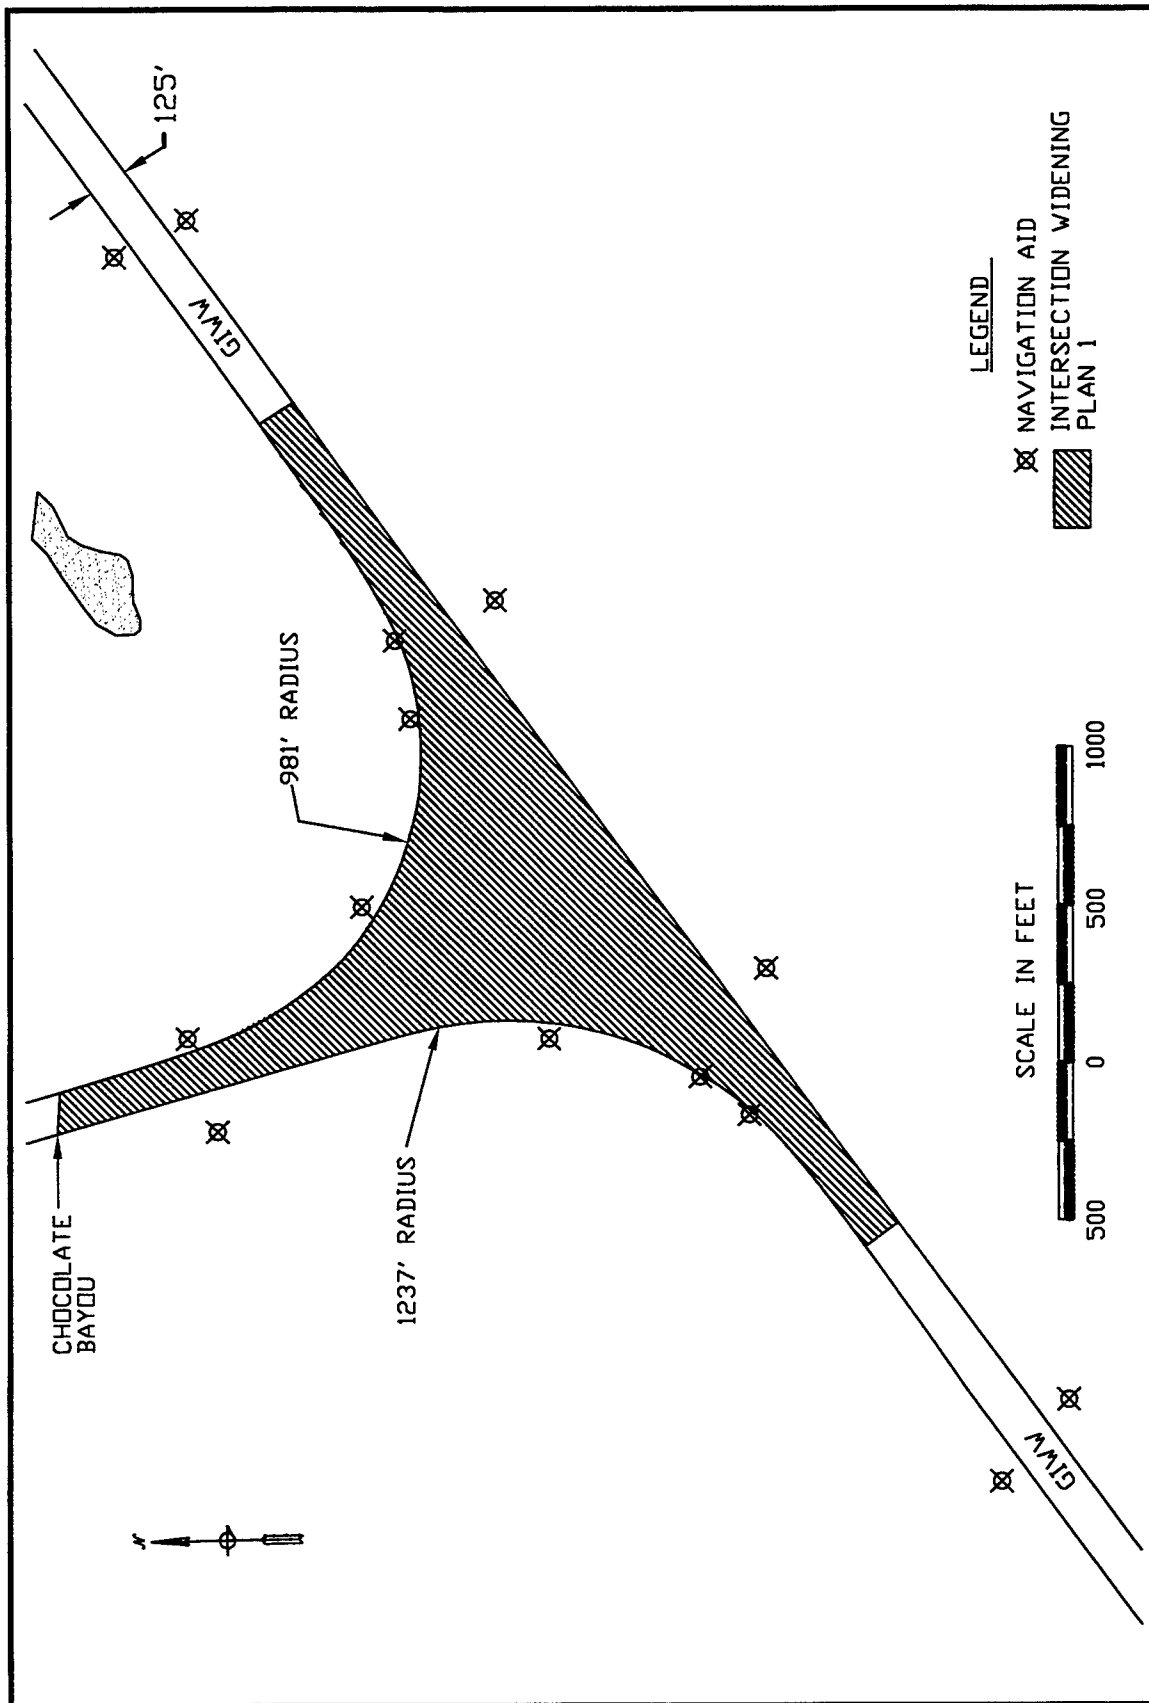 CHOCOLATE
BAYOU
N
981' RADIUS
125'
1237' RADIUS
GIWW
GIWW
LEGEND
NAVIGATION AID
INTERSECTION WIDENING
PLAN 1
SCALE IN FEET
500 0 500 1000